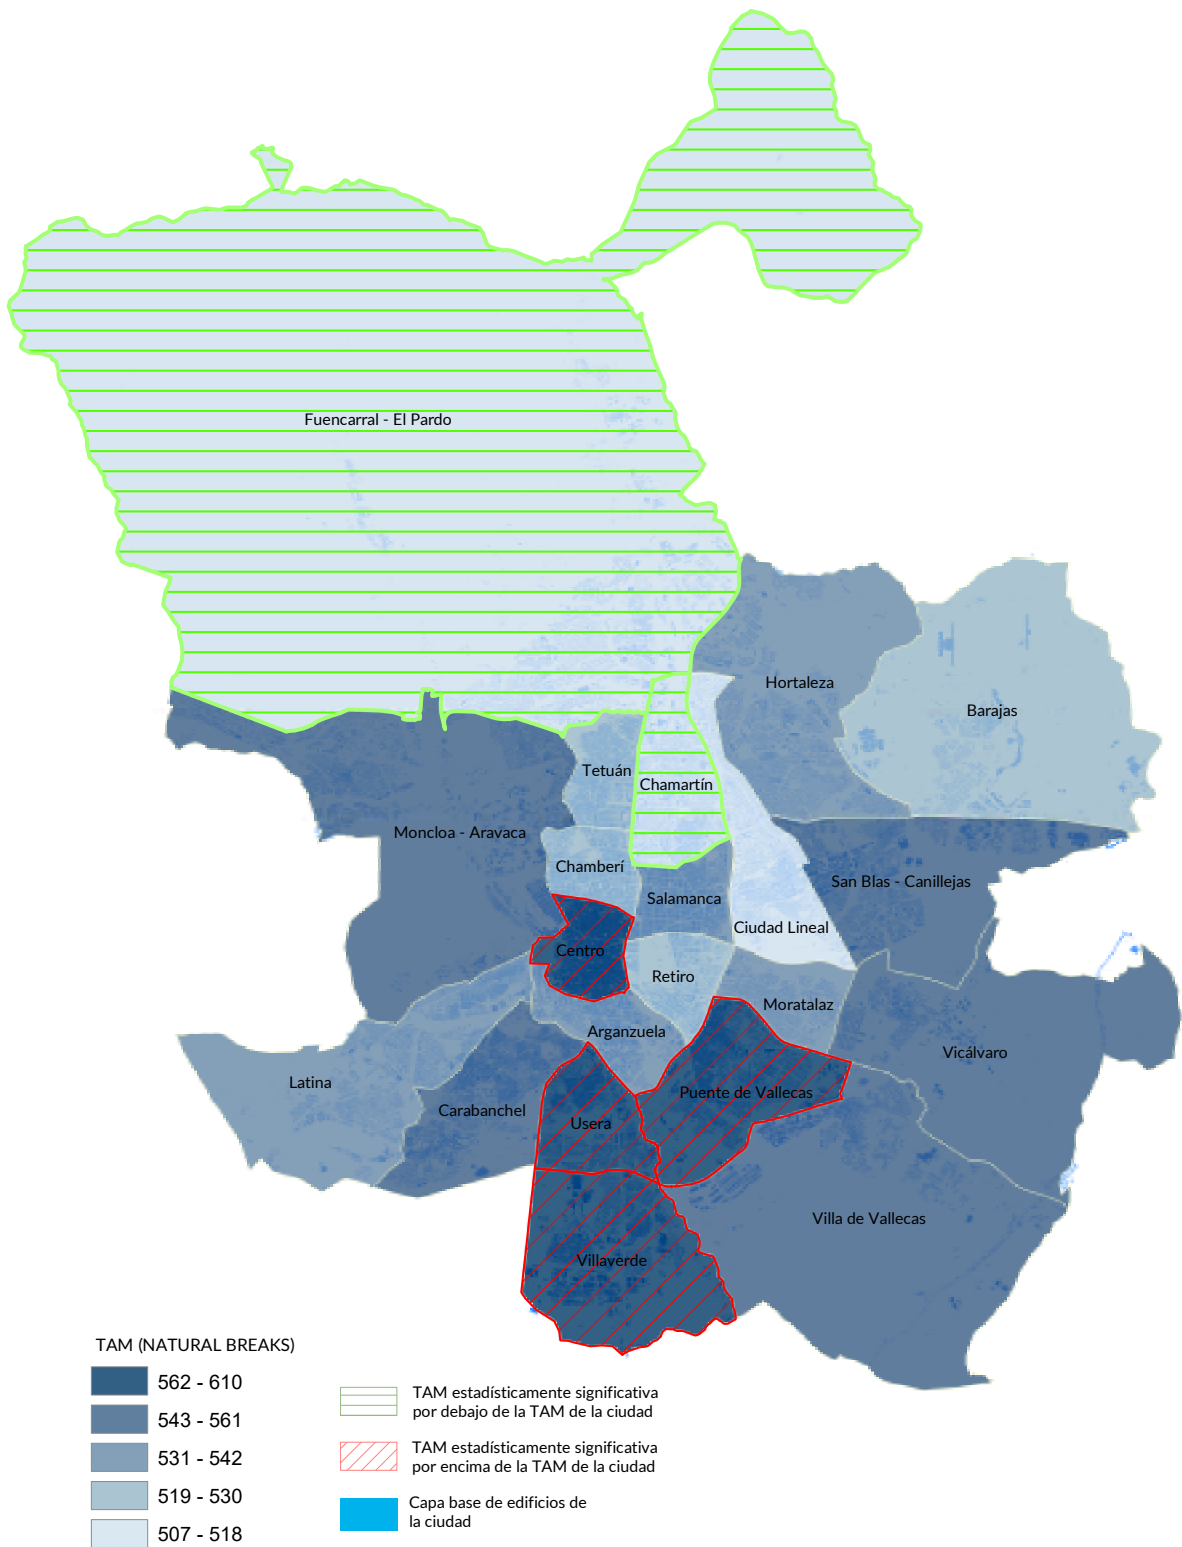 Fuencarral - El Pardo
Hortaleza
Barajas
Tetuán
Chamartín
Moncloa - Aravaca
Chamberí
San Blas - Canillejas
Salamanca
Ciudad Lineal
Centro
Retiro
Moratalaz
Arganzuela
Vicálvaro
Latina
Puente de Vallecas
Carabanchel
Usera
Villa de Vallecas
Villaverde
TAM (NATURAL BREAKS)
562 - 610
543 - 561
531 - 542
519 - 530
507 - 518
TAM estadísticamente significativa
por debajo de la TAM de la ciudad
TAM estadísticamente significativa
por encima de la TAM de la ciudad
Capa base de edificios de
la ciudad